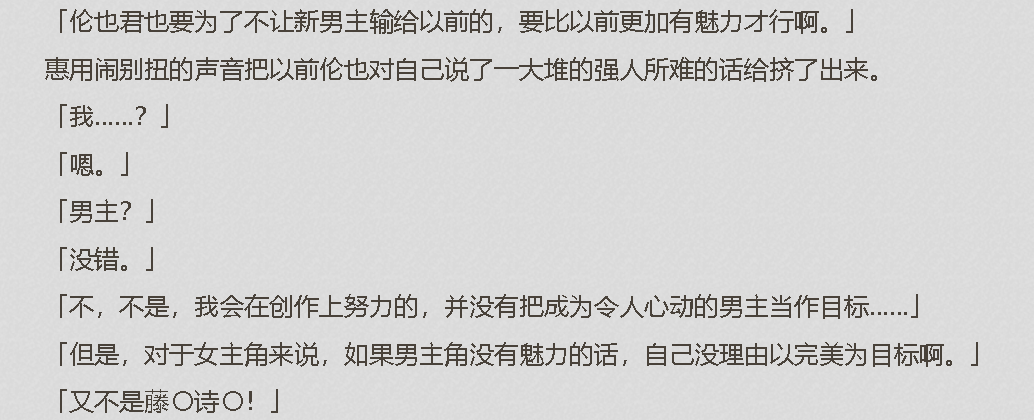 「伦也君也要为了不让新男主输给以前的，要比以前更加有魅力才行啊。」
惠用闹别扭的声音把以前伦也对自己说了一大堆的强人所难的话给挤了出来。
「我……？」
「嗯。」
「男主？」
「没错。」
「不，不是，我会在创作上努力的，并没有把成为令人心动的男主当作目标……」
「但是，对于女主角来说，如果男主角没有魅力的话，自己没理由以完美为目标啊。」
「又不是藤〇诗〇！」